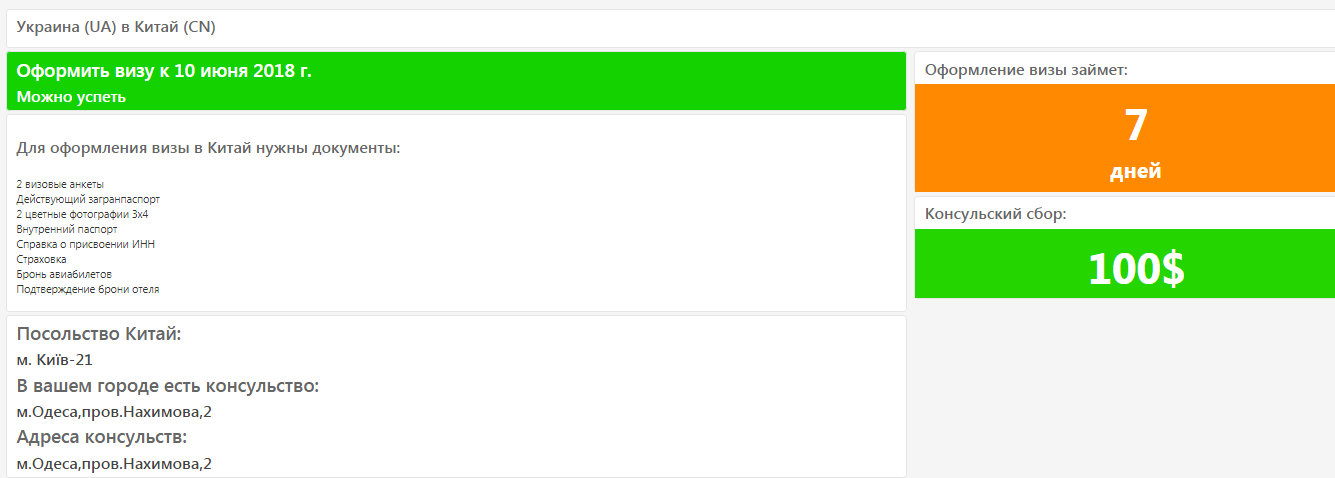 Украина (UA) в Китай (CN)
Оформить визу к 10 июня 2018 г.
Можно успеть
Для оформления визы в Китай нужны документы:
2 визовые анкеты
Действующий загранпаспорт
2 цветные фотографии 3х4
Внутренний паспорт
Справка о присвоении ИНН
Страховка
Бронь авиабилетов
Подтверждение брони отеля
Посольство Китай:
м. Київ-21
В вашем городе есть консульство:
м.Одеса,пров.Нахимова,2
Адреса консульств:
м.Одеса,пров.Нахимова,2
Оформление визы займет:
7
дней
Консульский сбор:
100$